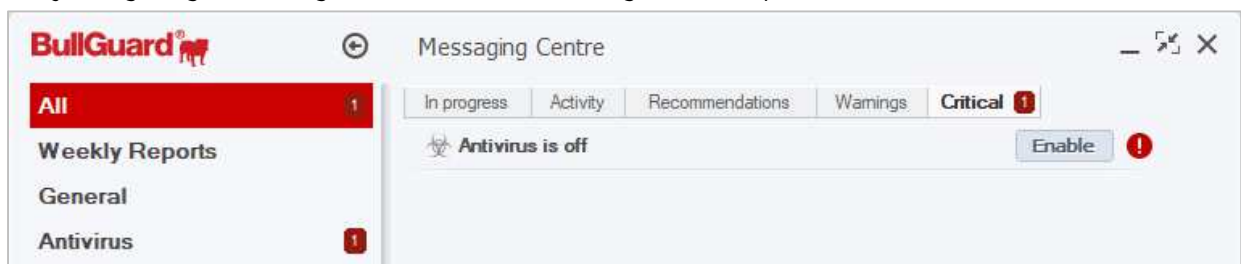 BullGuard®
Messaging Centre
All 1
Weekly Reports
General
Antivirus 1
In progress Activity Recommendations Warnings Critical 1
Antivirus is off Enable